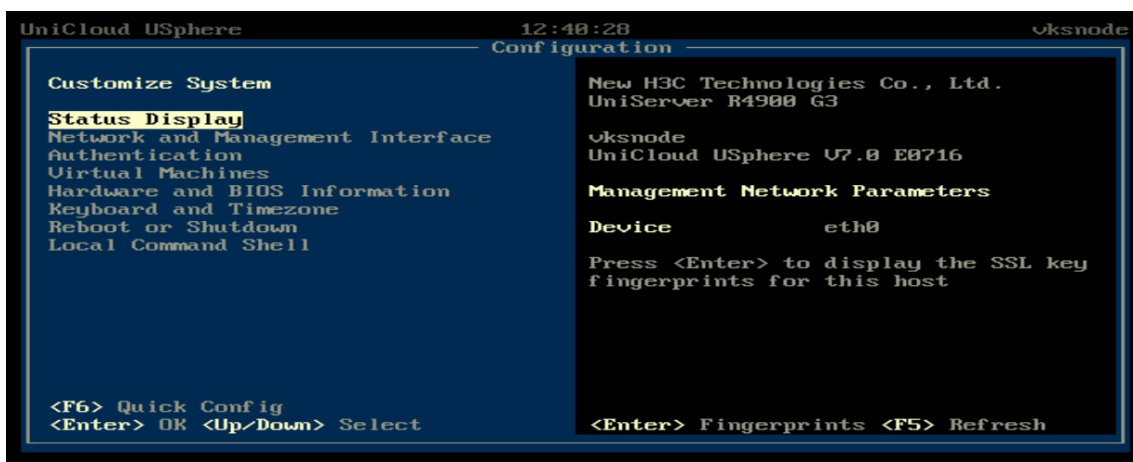 UniCloud USphere 12:40:28 vksnode
Configuration
Customize System
Status Display
Network and Management Interface
Authentication
Virtual Machines
Hardware and BIOS Information
Keyboard and Timezone
Reboot or Shutdown
Local Command Shell
<F6> Quick Config
<Enter> OK <Up/Down> Select
New H3C Technologies Co., Ltd.
UniServer R4900 G3
vksnode
UniCloud USphere V7.0 E0716
Management Network Parameters
Device eth0
Press <Enter> to display the SSL key
fingerprints for this host
<Enter> Fingerprints <F5> Refresh